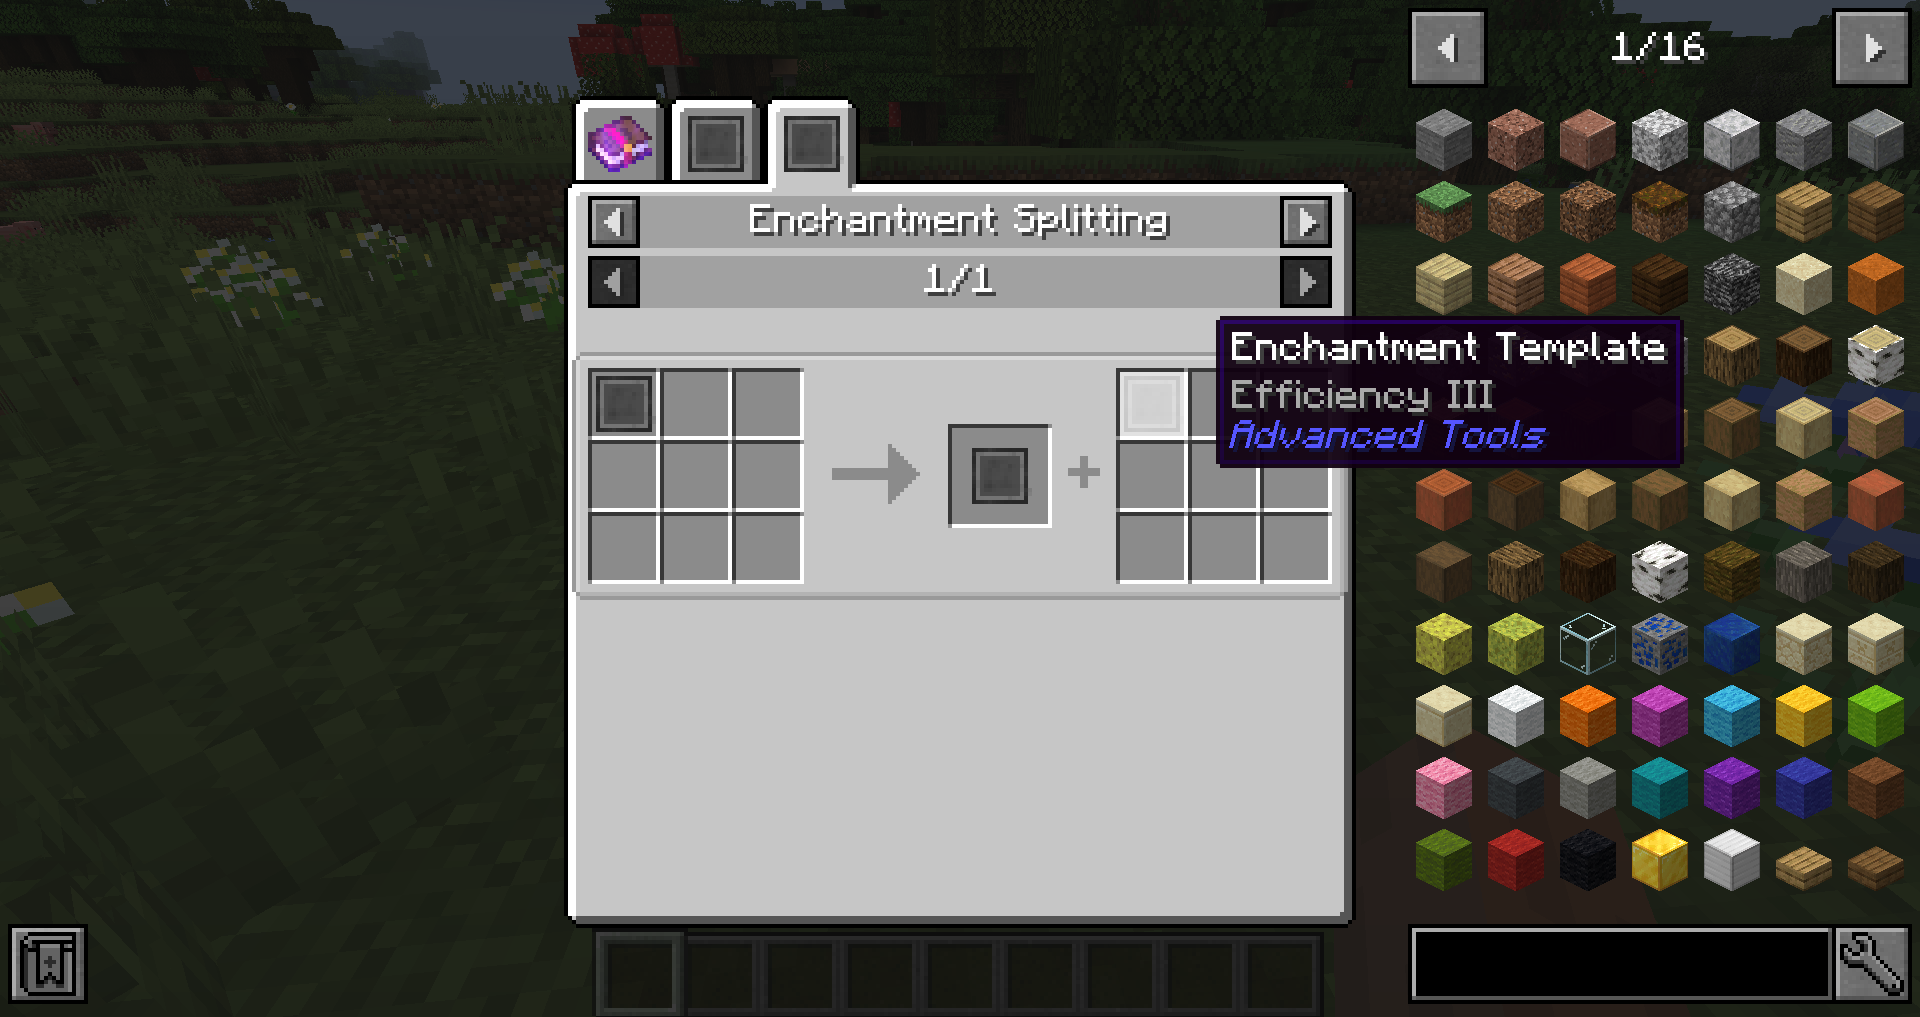 1/16
Enchantment Splitting
1/1
Enchantment Template
Efficiency III
Advanced Tools